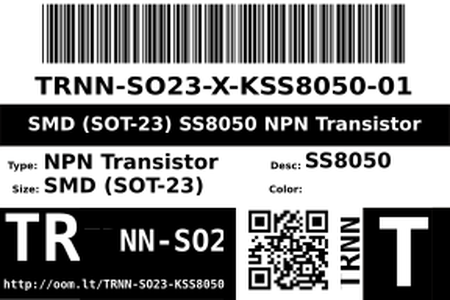 TRNN-SO23-X-KSS8050-01
SMD (SOT-23) SS8050 NPN Transistor
Type: NPN Transistor
Desc: SS8050
Size: SMD (SOT-23)
Color:
TR NN-S02
TRNN
T
http://oom.lt/TRNN-SO23-KSS8050